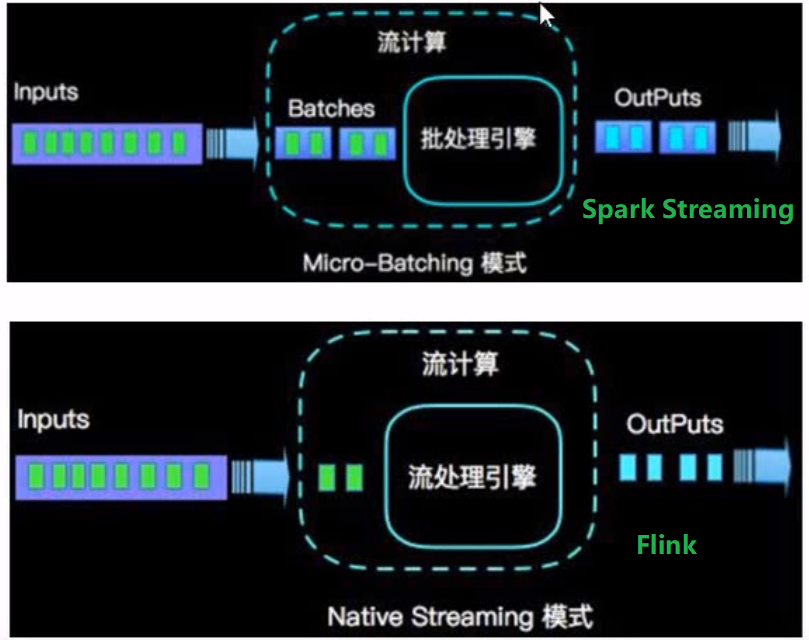 流计算
Inputs
Batches
批处理引擎
OutPuts
Spark Streaming
Micro-Batching 模式
流计算
Inputs
流处理引擎
OutPuts
Flink
Native Streaming 模式